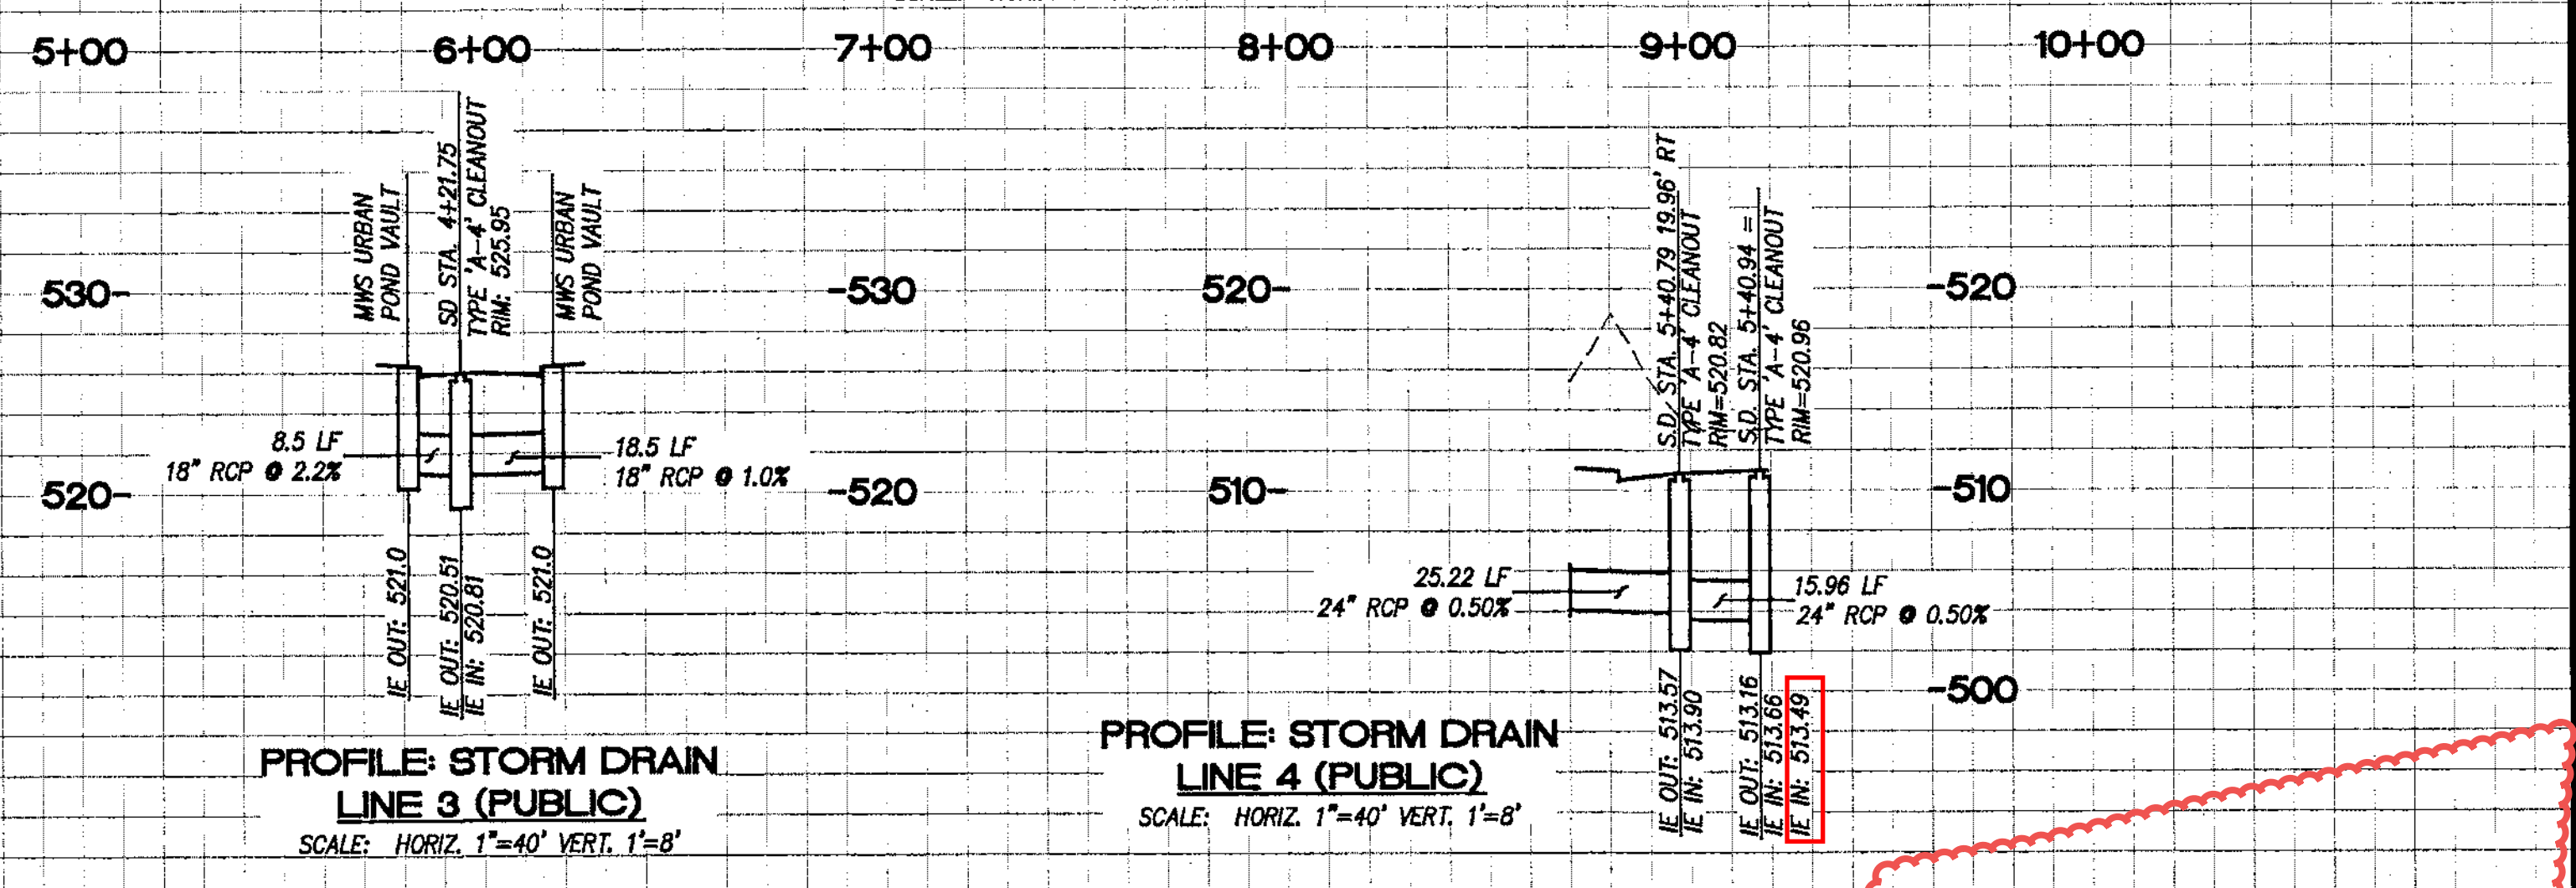 5+00
6+00
7+00
8+00
9+00
10+00
MWS URBAN
POND VAULT
SD STA. 4+21.75
TYPE 'A-4' CLEANOUT
RIM: 525.95
MWS URBAN
POND VAULT
530-
-530
520-
-520
8.5 LF
18" RCP @ 2.2%
18.5 LF
18" RCP @ 1.0%
IE OUT: 521.0
IE OUT: 520.51
IE IN: 520.81
IE OUT: 521.0
PROFILE: STORM DRAIN
LINE 3 (PUBLIC)
SCALE: HORIZ. 1"=40' VERT. 1'=8'
520-
-520
510-
-510
-500
S.D. STA. 5+40.79 19.96' RT
TYPE 'A-4' CLEANOUT
RIM=520.82
S.D. STA. 5+40.94 =
TYPE 'A-4' CLEANOUT
RIM=520.96
25.22 LF
24" RCP @ 0.50%
15.96 LF
24" RCP @ 0.50%
IE OUT: 513.57
IE IN: 513.90
IE OUT: 513.16
IE IN: 513.66
IE IN: 513.49
PROFILE: STORM DRAIN
LINE 4 (PUBLIC)
SCALE: HORIZ. 1"=40' VERT. 1'=8'